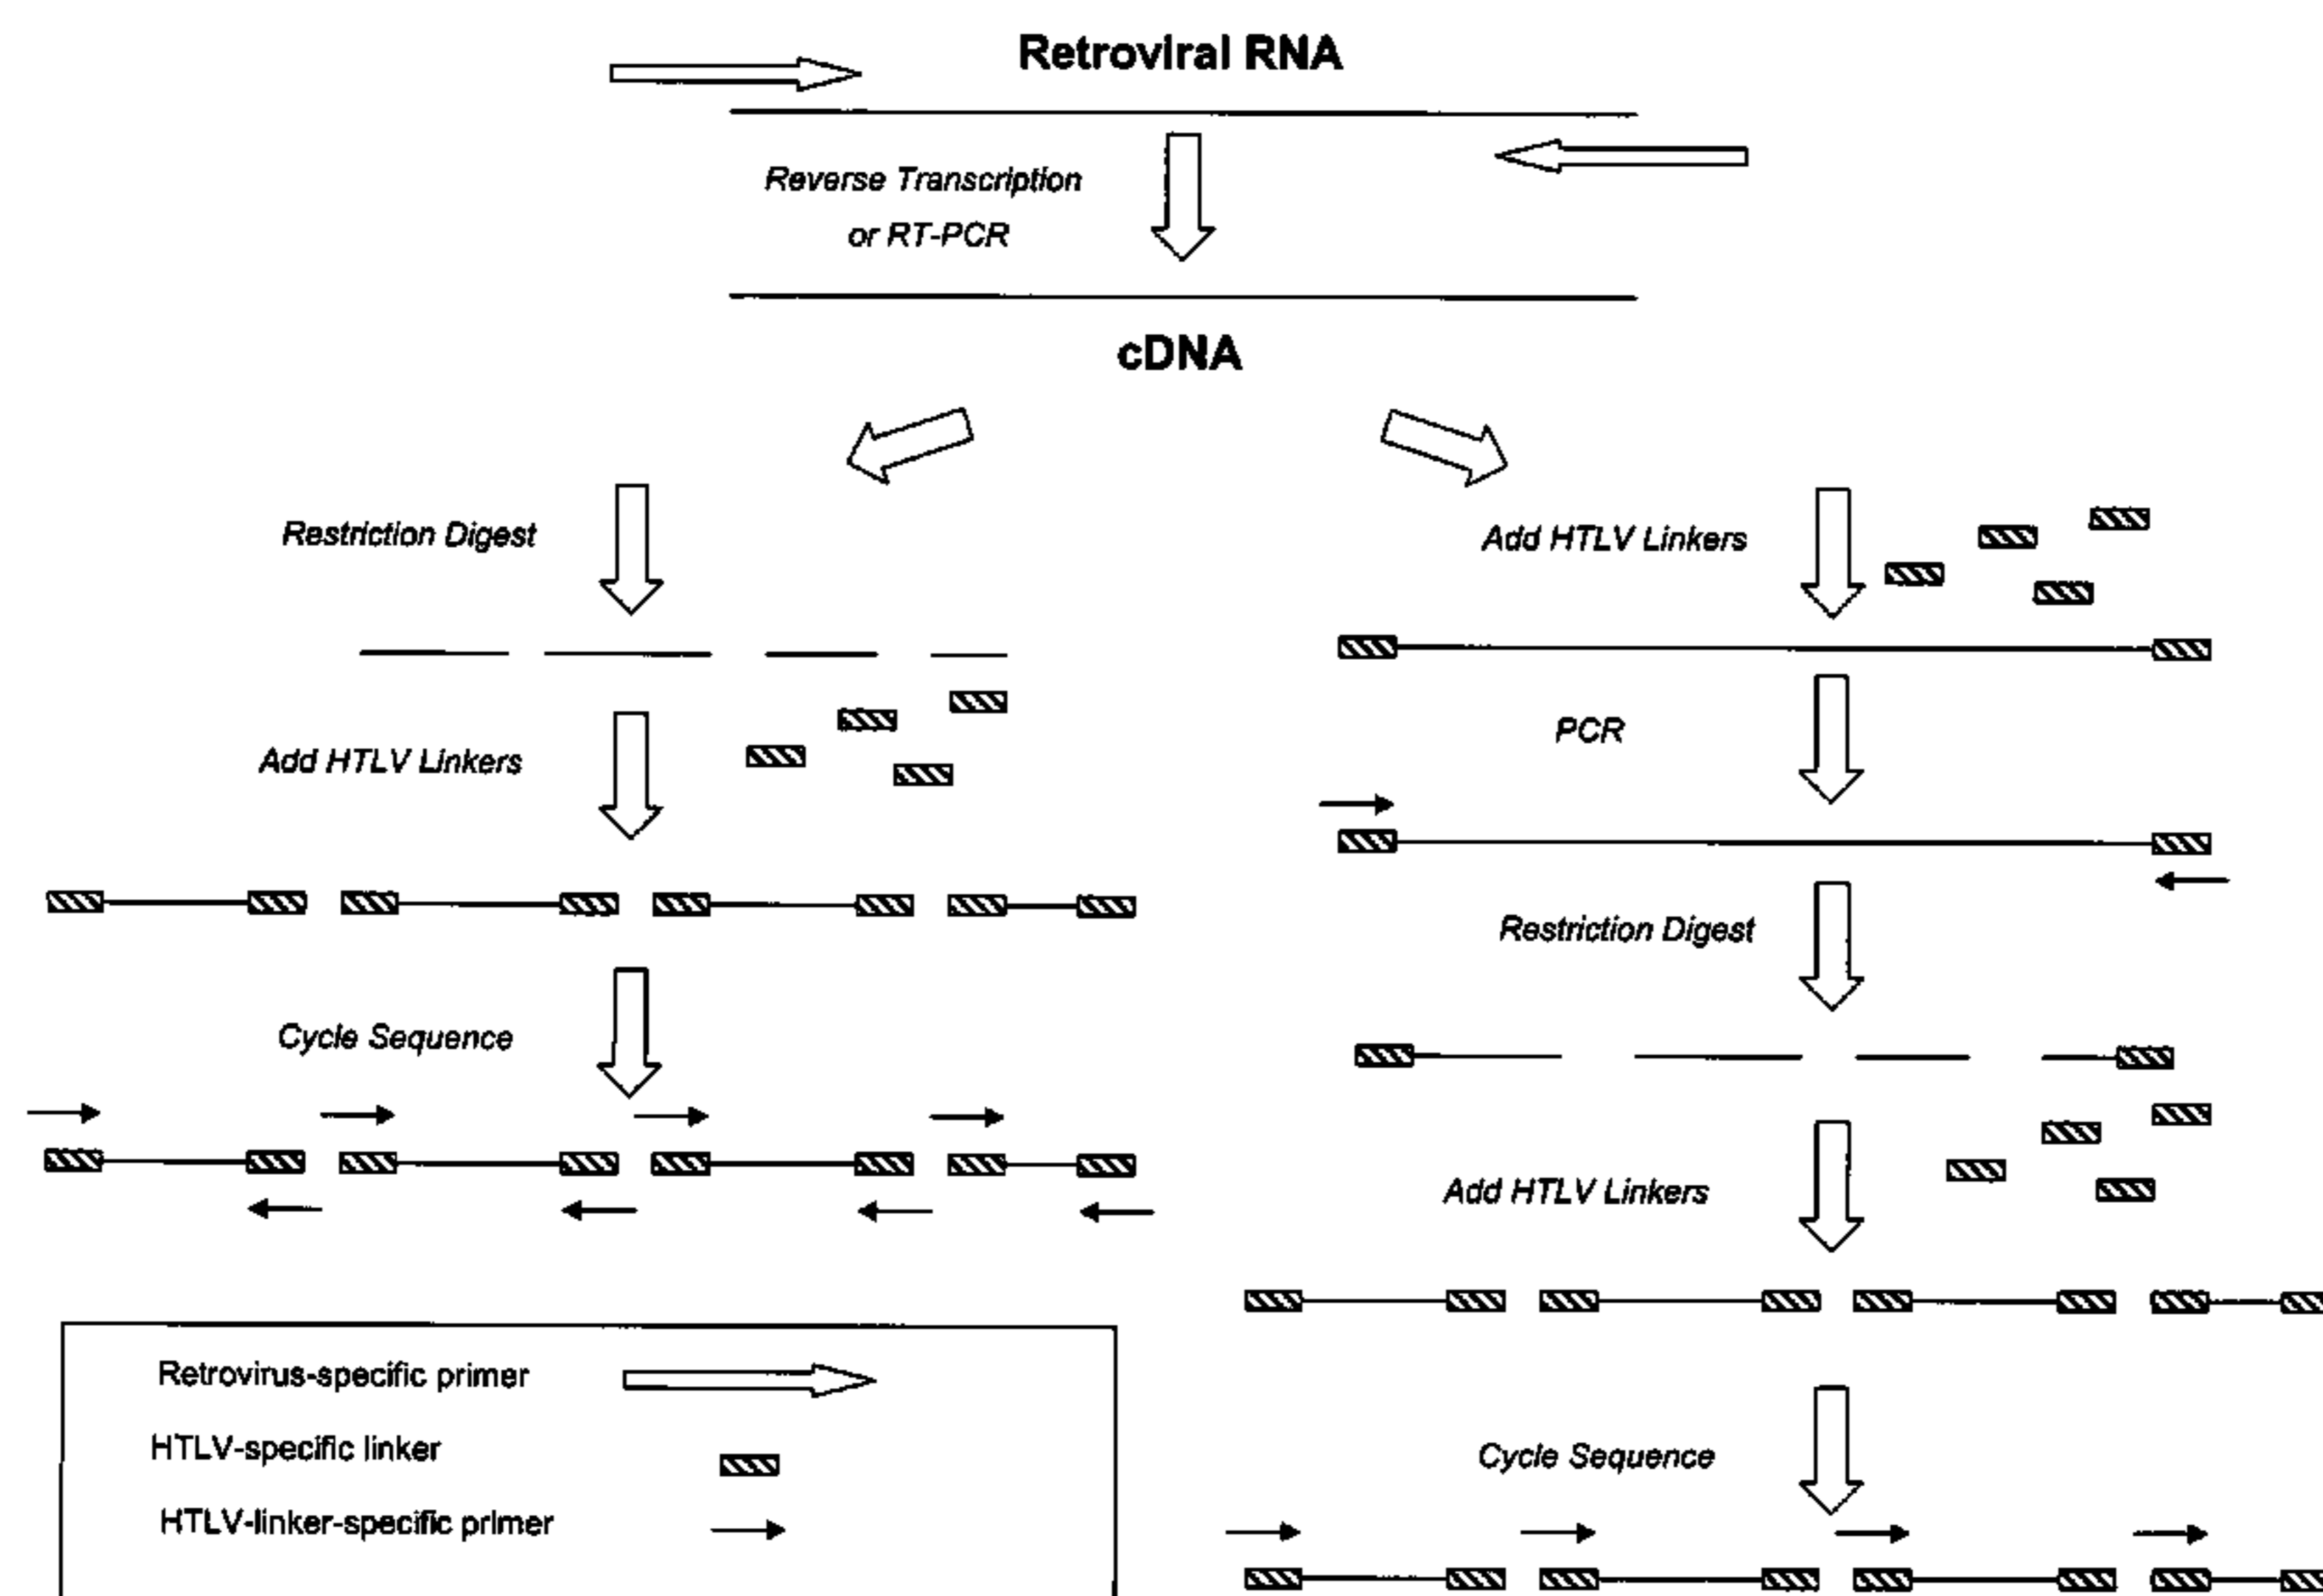 Retroviral RNA
Reverse Transcription
or RT-PCR
cDNA
Restriction Digest
Add HTLV Linkers
Cycle Sequence
Add HTLV Linkers
PCR
Restriction Digest
Add HTLV Linkers
Cycle Sequence
Retrovirus-specific primer
HTLV-specific linker
HTLV-linker-specific primer